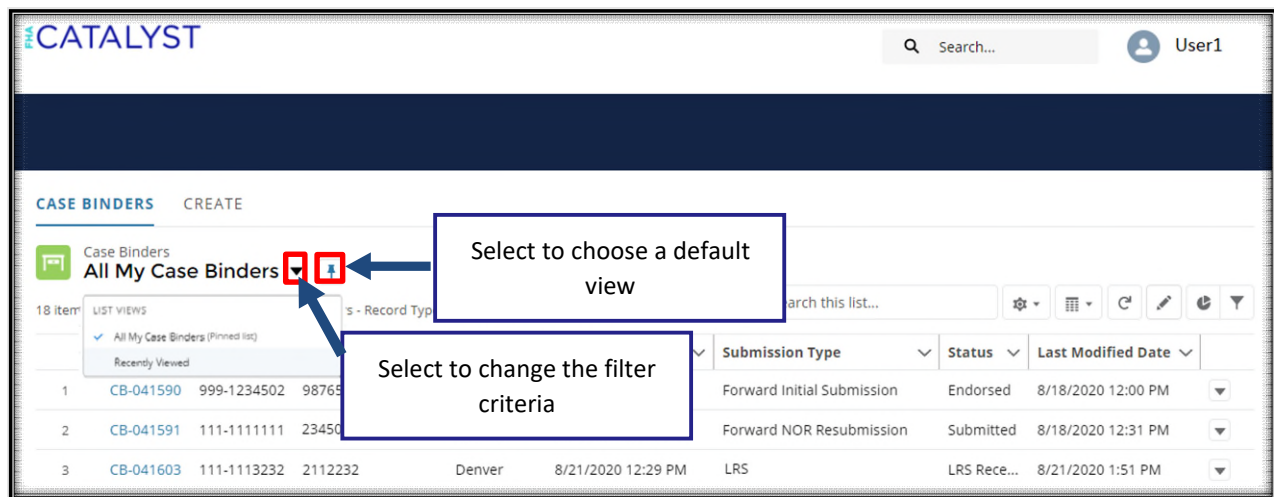 FHA CATALYST
Search...
User1
CASE BINDERS CREATE
Case Binders
All My Case Binders
Select to choose a default
view
18 item
LIST VIEWS
All My Case Binders (Pinned list)
Recently Viewed
s - Record Typ
arch this list...
Select to change the filter
criteria
Submission Type Status Last Modified Date
1 CB-041590 999-1234502 98765 Forward Initial Submission Endorsed 8/18/2020 12:00 PM
2 CB-041591 111-1111111 23450 Forward NOR Resubmission Submitted 8/18/2020 12:31 PM
3 CB-041603 111-1113232 2112232 Denver 8/21/2020 12:29 PM LRS LRS Rece... 8/21/2020 1:51 PM